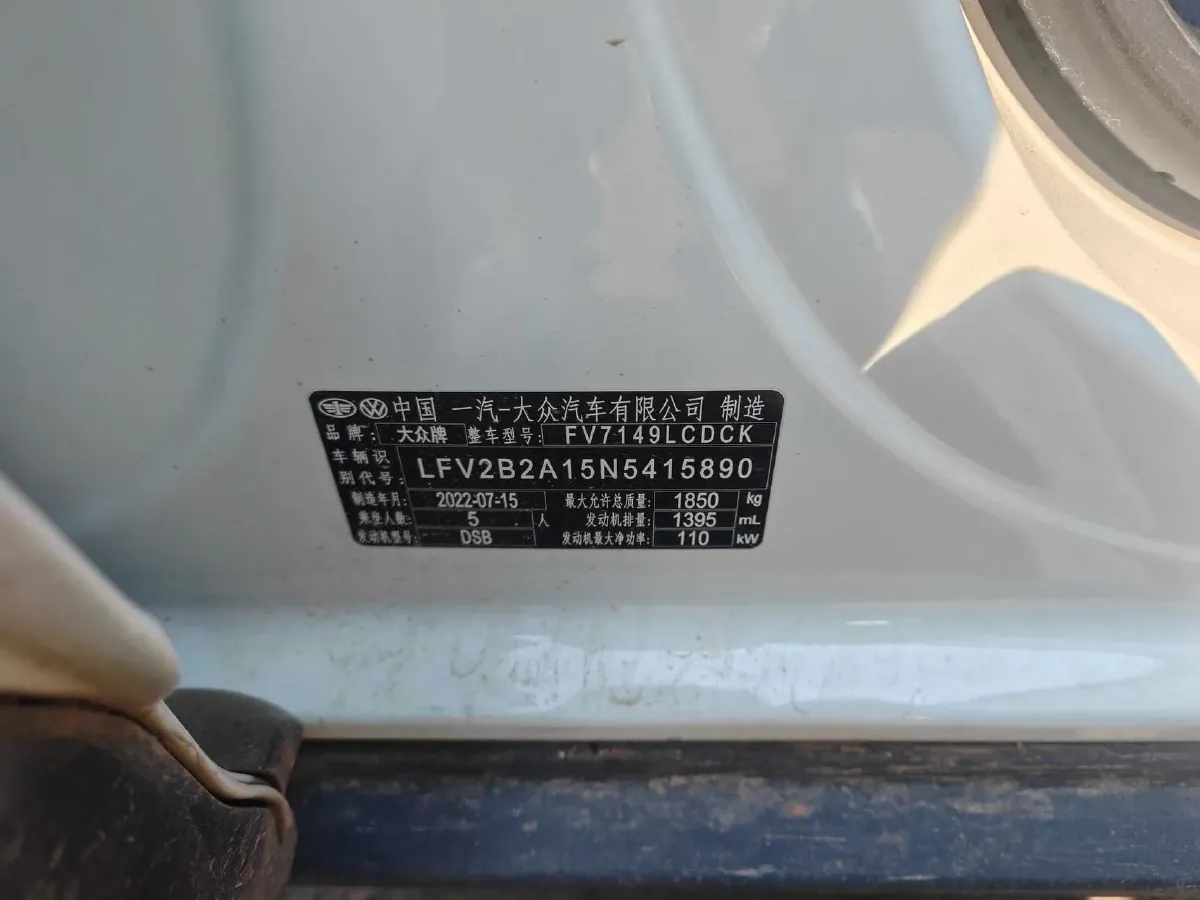 中国 一汽-大众汽车有限公司 制造
品牌: 大众牌 整车型号: FV7149LCDCK
车辆识
别代号: LFV2B2A15N5415890
制造年月: 2022-07-15 最大允许总质量: 1850 kg
乘坐人数: 5 人 发动机排量: 1395 mL
发动机型号: DSB 发动机最大净功率: 110 kW